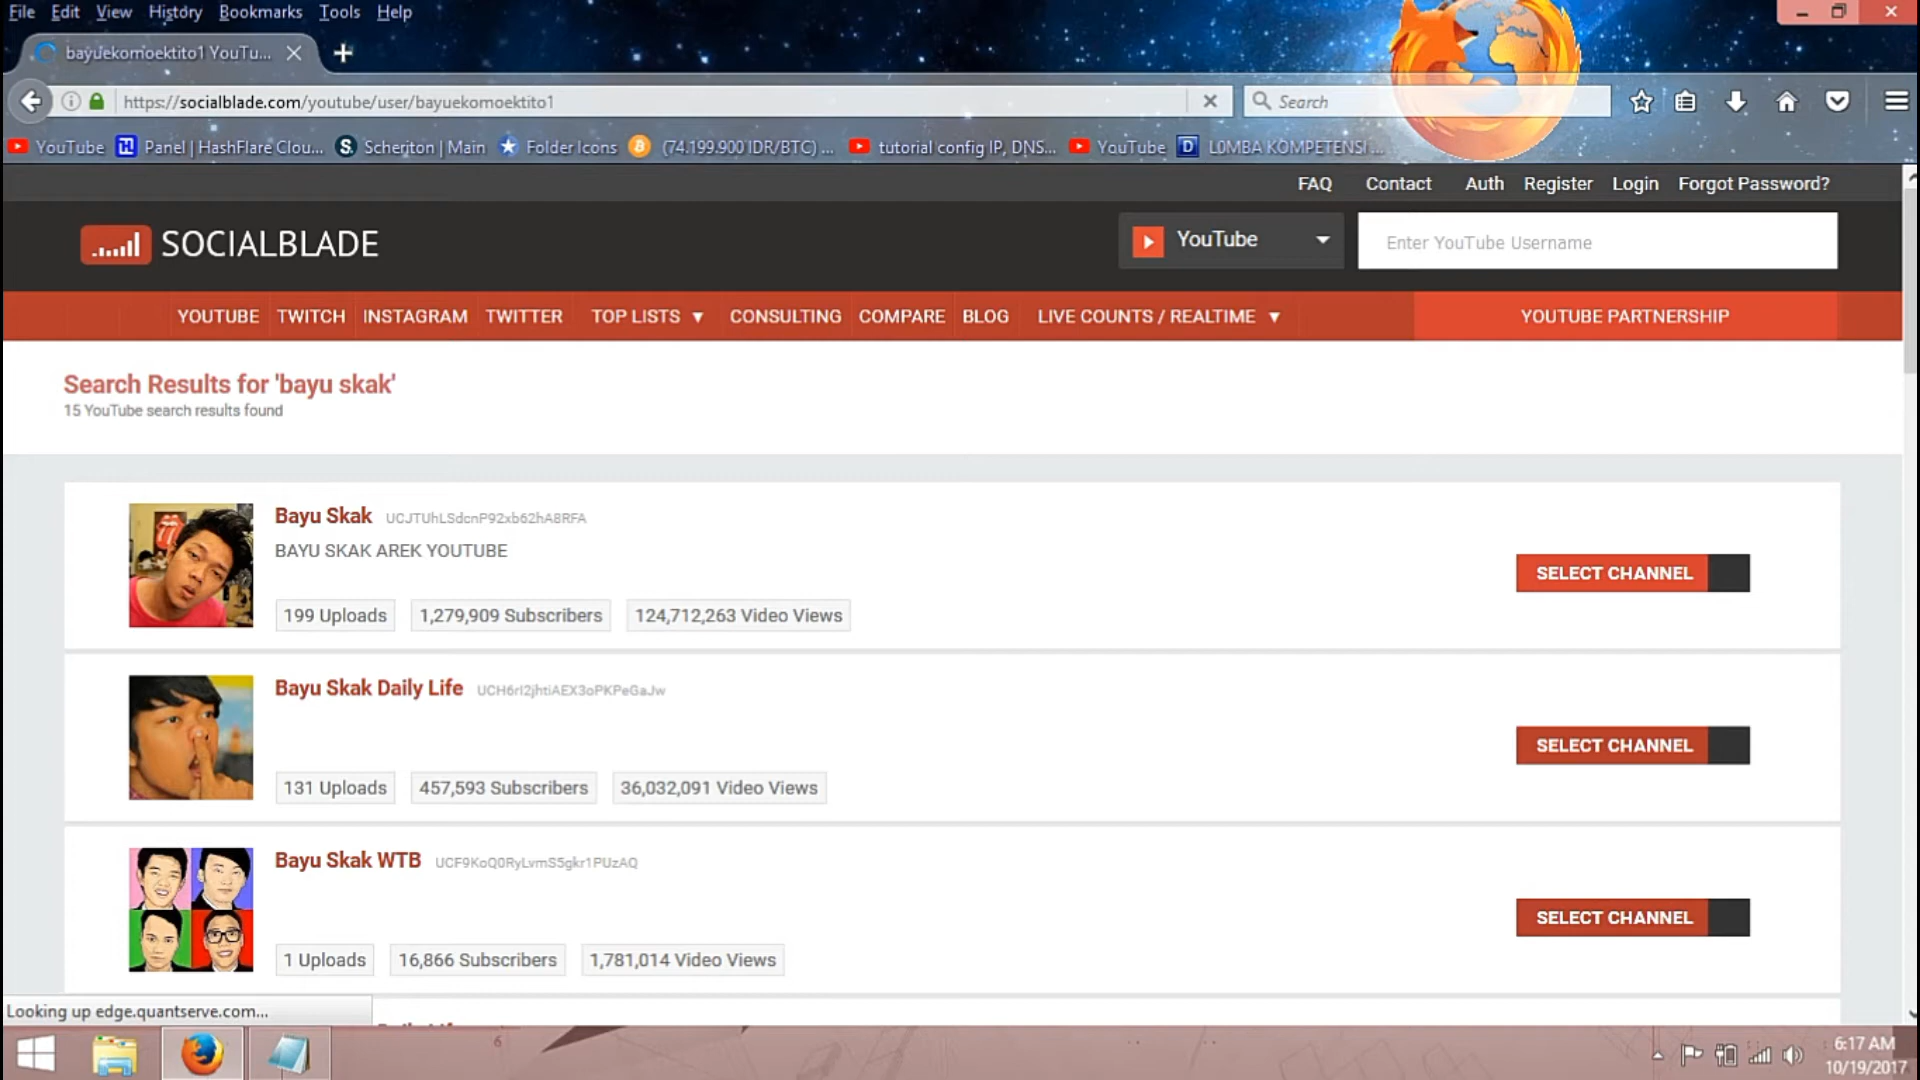 File Edit View History Bookmarks Tools Help
bayuekomoektito1 YouTu...
https://socialblade.com/youtube/user/bayuekomoektito1
Search
YouTube Panel | HashFlare Clou... Scheriton | Main Folder Icons (74.199.900 IDR/BTC) ... tutorial config IP, DNS... YouTube L0MBA KOMPETENSI ...
FAQ Contact Auth Register Login Forgot Password?
SOCIALBLADE
YouTube
Enter YouTube Username
YOUTUBE TWITCH INSTAGRAM TWITTER TOP LISTS ▼ CONSULTING COMPARE BLOG LIVE COUNTS / REALTIME ▼ YOUTUBE PARTNERSHIP
Search Results for 'bayu skak'
15 YouTube search results found
Bayu Skak UCJTUhLSdcnP92xb62hA8RFA
BAYU SKAK AREK YOUTUBE
SELECT CHANNEL
199 Uploads 1,279,909 Subscribers 124,712,263 Video Views
Bayu Skak Daily Life UCH6rI2jhtiAEX3oPKPeGaJw
SELECT CHANNEL
131 Uploads 457,593 Subscribers 36,032,091 Video Views
Bayu Skak WTB UCF9KoQ0RyLvmS5gkr1PUzAQ
SELECT CHANNEL
1 Uploads 16,866 Subscribers 1,781,014 Video Views
Looking up edge.quantserve.com...
6:17 AM
10/19/2017